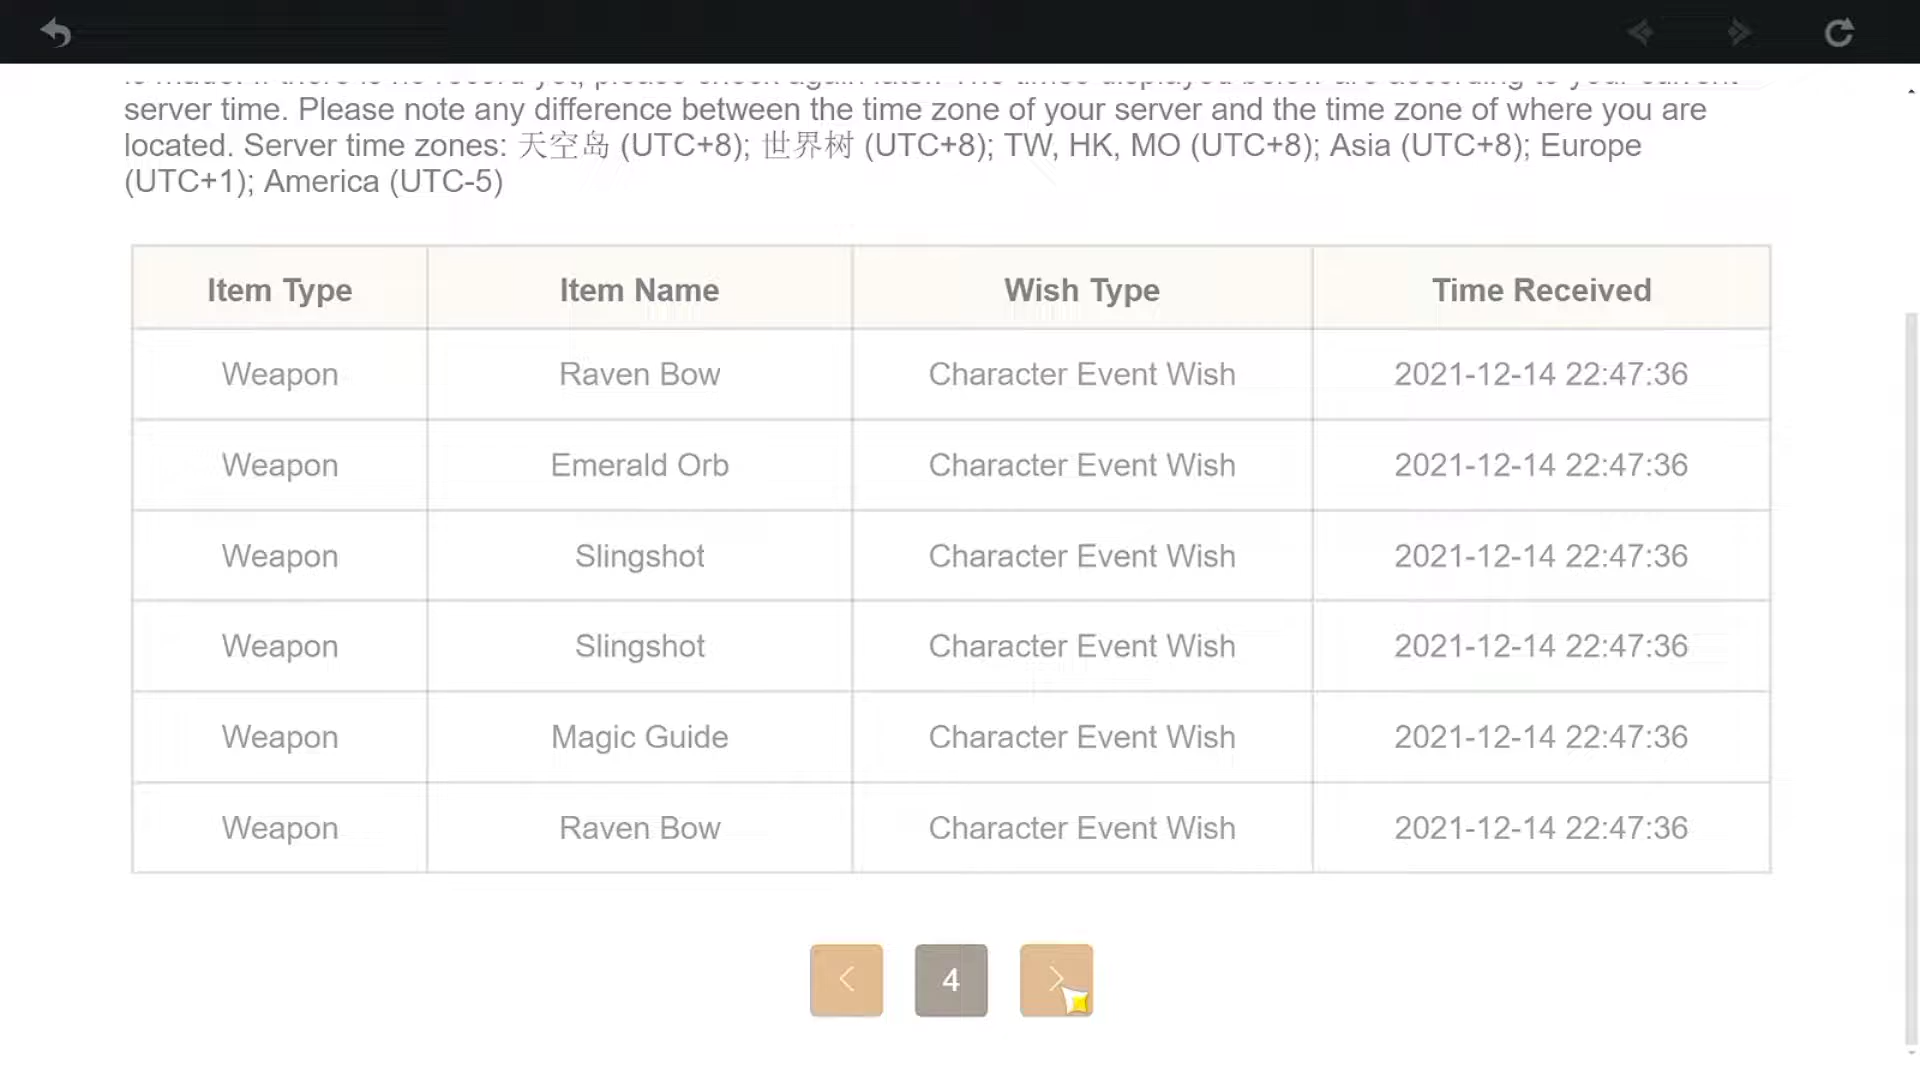 server time. Please note any difference between the time zone of your server and the time zone of where you are
located. Server time zones: 天空岛 (UTC+8); 世界树 (UTC+8); TW, HK, MO (UTC+8); Asia (UTC+8); Europe
(UTC+1); America (UTC-5)
Item Type Item Name Wish Type Time Received
Weapon Raven Bow Character Event Wish 2021-12-14 22:47:36
Weapon Emerald Orb Character Event Wish 2021-12-14 22:47:36
Weapon Slingshot Character Event Wish 2021-12-14 22:47:36
Weapon Slingshot Character Event Wish 2021-12-14 22:47:36
Weapon Magic Guide Character Event Wish 2021-12-14 22:47:36
Weapon Raven Bow Character Event Wish 2021-12-14 22:47:36
4